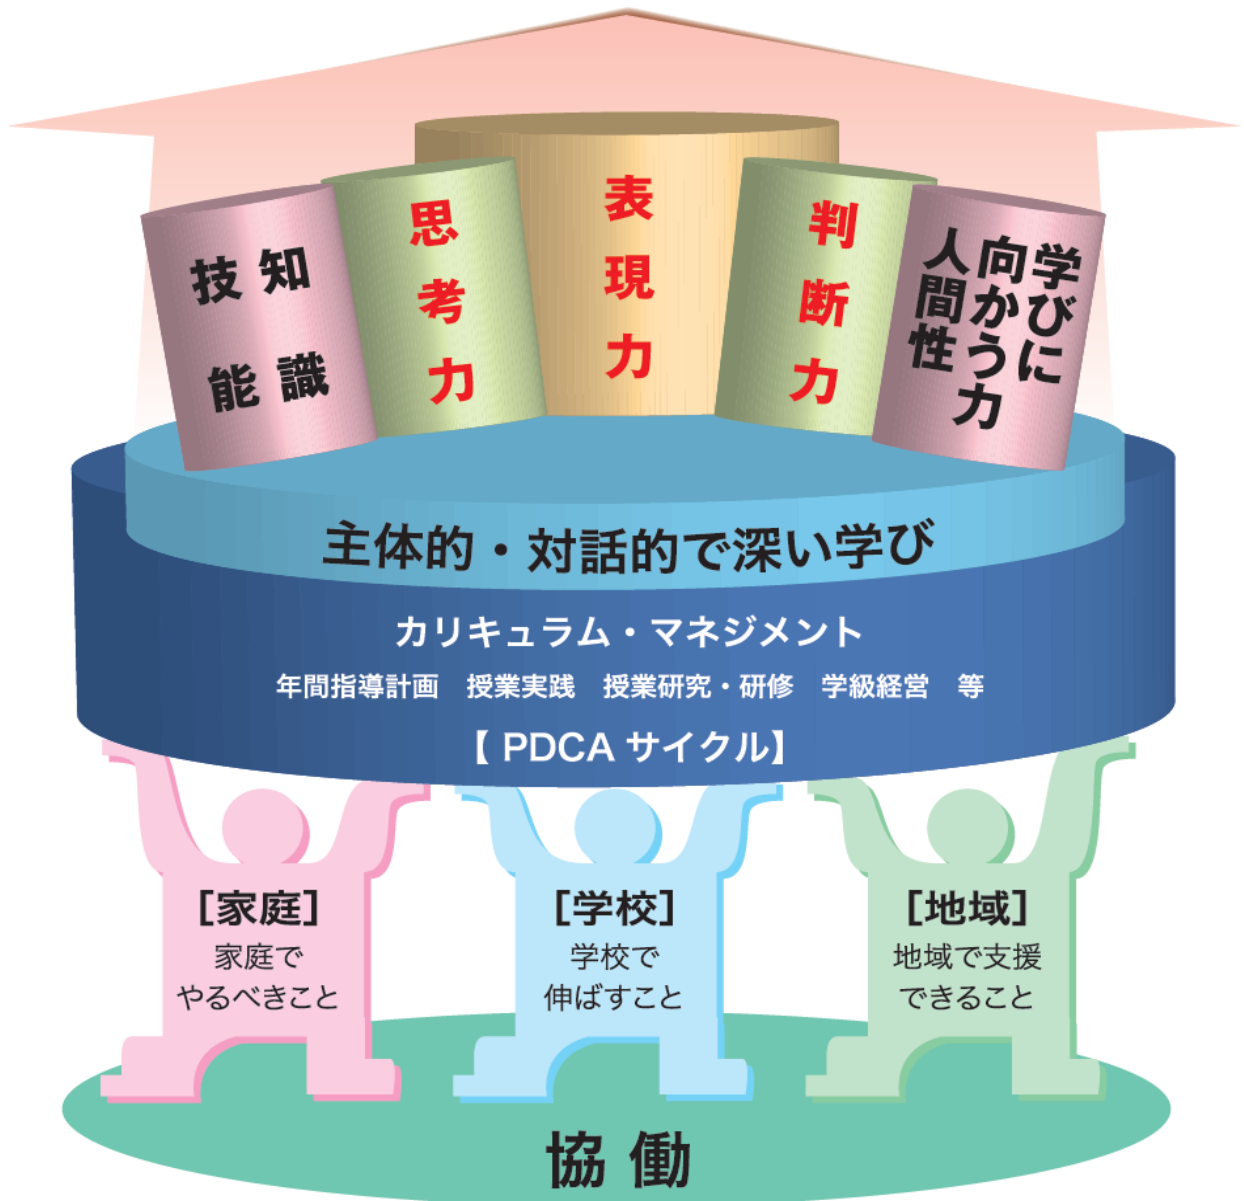 知識
技能
思考力
表現力
判断力
学びに
向かう力
人間性
主体的・対話的で深い学び
カリキュラム・マネジメント
年間指導計画　授業実践　授業研究・研修　学級経営　等
【 PDCA サイクル】
［家庭］
家庭で
やるべきこと
［学校］
学校で
伸ばすこと
［地域］
地域で支援
できること
協 働